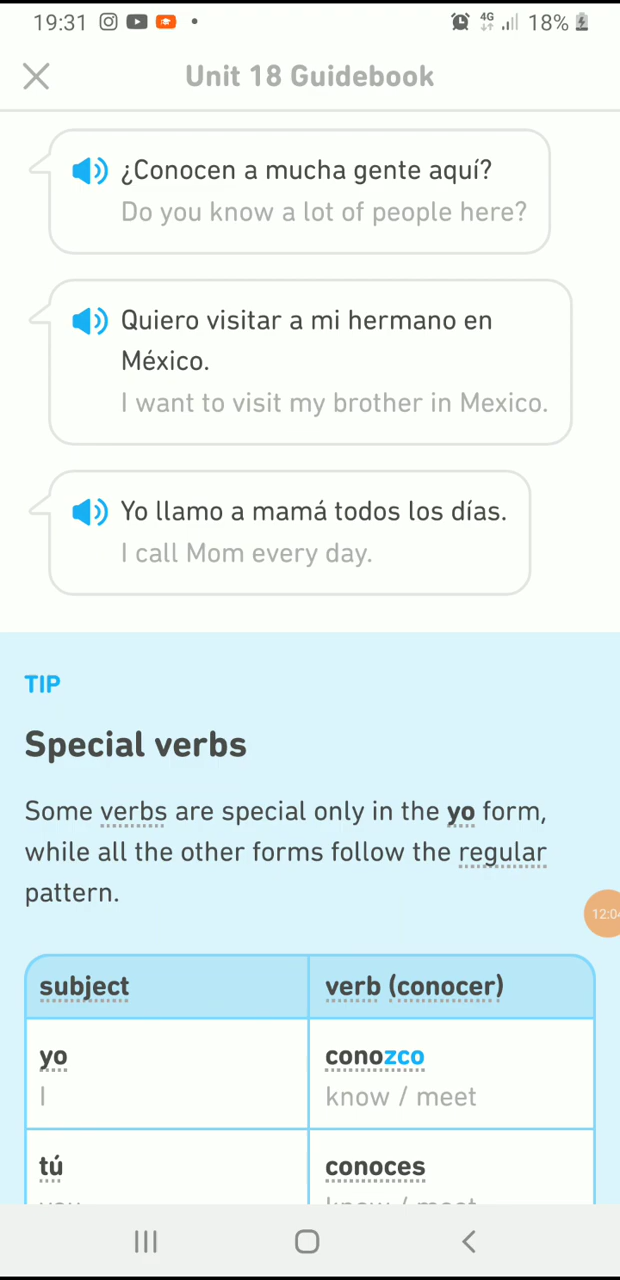 19:31
4G
18%
Unit 18 Guidebook
¿Conocen a mucha gente aquí?
Do you know a lot of people here?
Quiero visitar a mi hermano en
México.
I want to visit my brother in Mexico.
Yo llamo a mamá todos los días.
I call Mom every day.
TIP
Special verbs
Some verbs are special only in the yo form,
while all the other forms follow the regular
pattern.
12:0
subject verb (conocer)
yo conozco
I know / meet
tú conoces